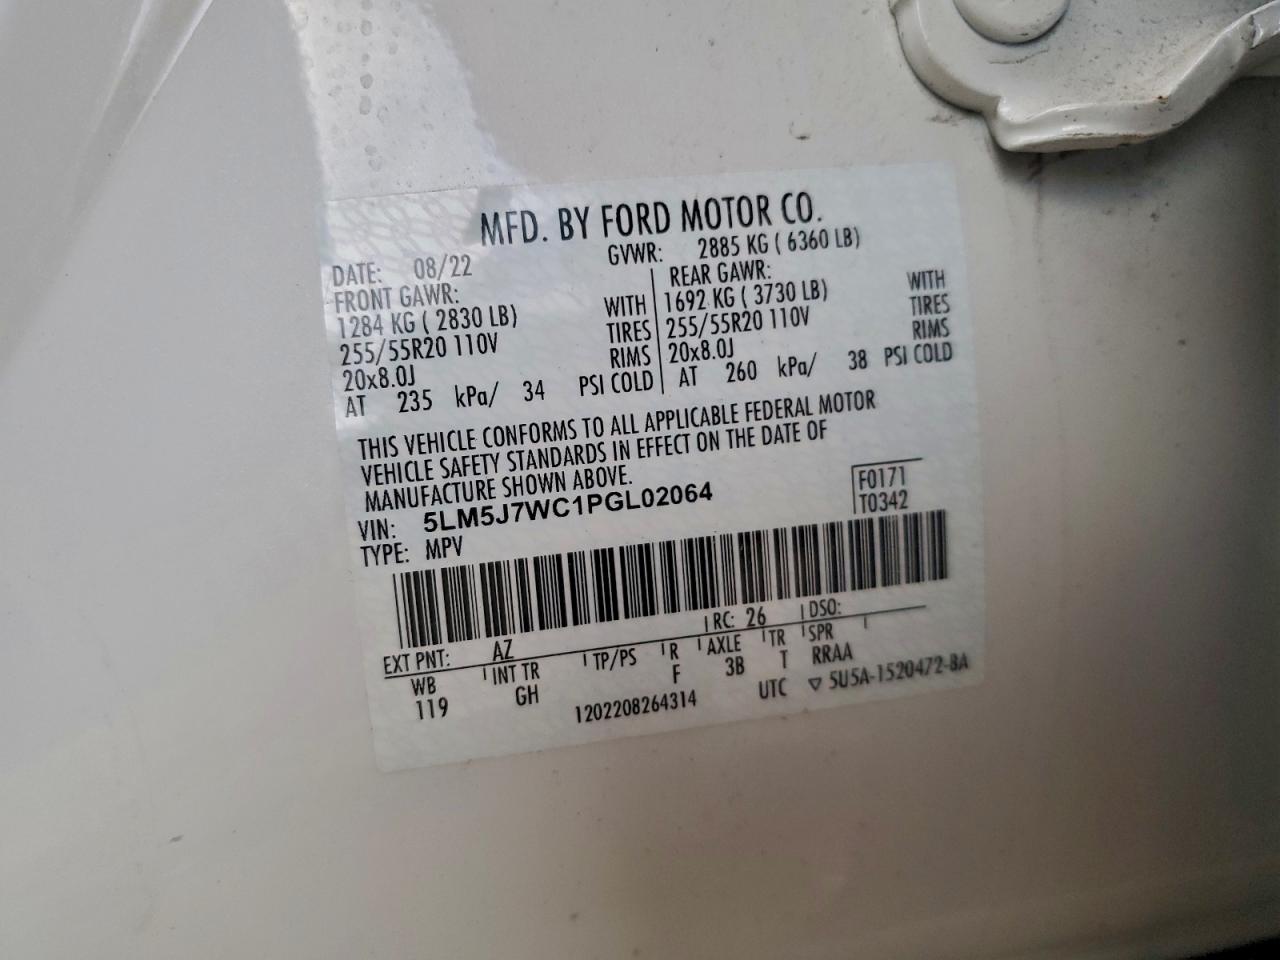 MFD. BY FORD MOTOR CO.
DATE: 08/22 GVWR: 2885 KG ( 6360 LB)
FRONT GAWR: REAR GAWR:
1284 KG ( 2830 LB) WITH 1692 KG ( 3730 LB) WITH
255/55R20 110V TIRES 255/55R20 110V TIRES
20x8.0J RIMS 20x8.0J RIMS
AT 235 kPa/ 34 PSI COLD AT 260 kPa/ 38 PSI COLD
THIS VEHICLE CONFORMS TO ALL APPLICABLE FEDERAL MOTOR
VEHICLE SAFETY STANDARDS IN EFFECT ON THE DATE OF
MANUFACTURE SHOWN ABOVE.
F0171
VIN: 5LM5J7WC1PGL02064 T0342
TYPE: MPV
EXT PNT: AZ RC: 26 DSO:
WB INT TR TP/PS R AXLE TR SPR
119 GH F 3B T RRAA
1202208264314 UTC ▽ 5U5A-1520472-BA